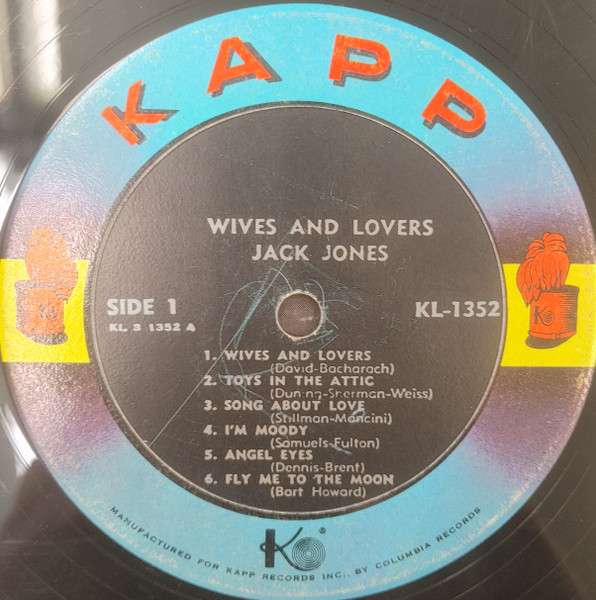 KAPP
WIVES AND LOVERS
JACK JONES
SIDE 1
KL 3 1352 A
KL-1352
1. WIVES AND LOVERS
(David-Bacharach)
2. TOYS IN THE ATTIC
(Duning-Sherman-Weiss)
3. SONG ABOUT LOVE
(Stillman-Mancini)
4. I'M MOODY
(Samuels-Fulton)
5. ANGEL EYES
(Dennis-Brent)
6. FLY ME TO THE MOON
(Bart Howard)
K
K ®
MANUFACTURED FOR KAPP RECORDS INC., BY COLUMBIA RECORDS